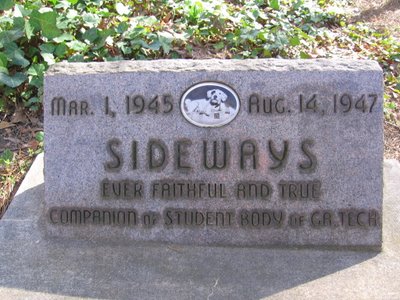 MAR. 1, 1945 AUG. 14, 1947
SIDEWAYS
EVER FAITHFUL AND TRUE
COMPANION OF STUDENT BODY OF GA. TECH